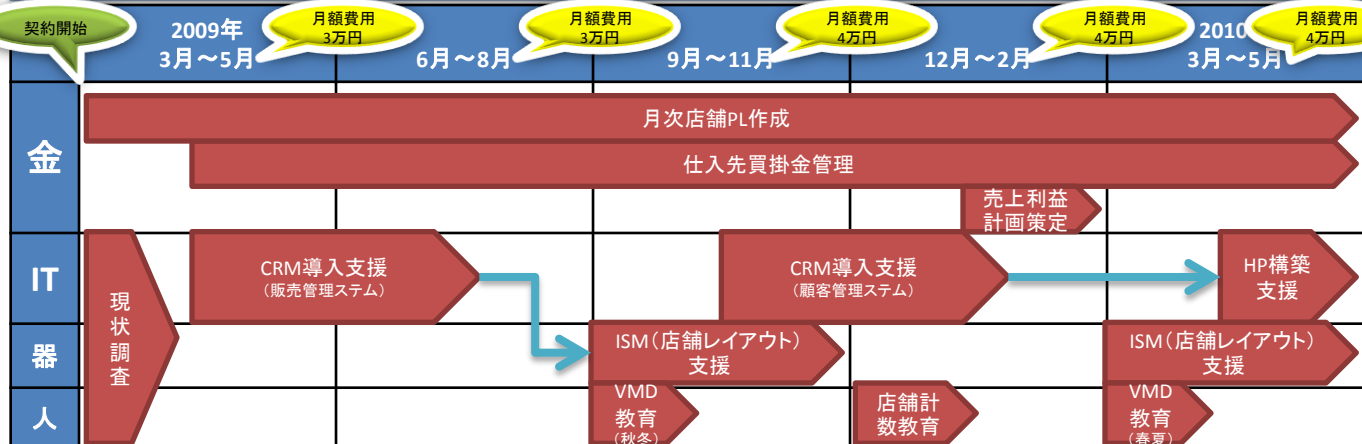 契約開始
2009年
3月～5月
月額費用
3万円
6月～8月
月額費用
3万円
9月～11月
月額費用
4万円
12月～2月
月額費用
4万円
2010
3月～5月
月額費用
4万円
金
月次店舗PL作成
仕入先買掛金管理
売上利益
計画策定
IT
現
状
調
査
CRM導入支援
（販売管理ステム）
CRM導入支援
（顧客管理ステム）
HP構築
支援
器
ISM（店舗レイアウト）
支援
ISM（店舗レイアウト）
支援
人
VMD
教育
（秋冬）
店舗計
数教育
VMD
教育
（春夏）